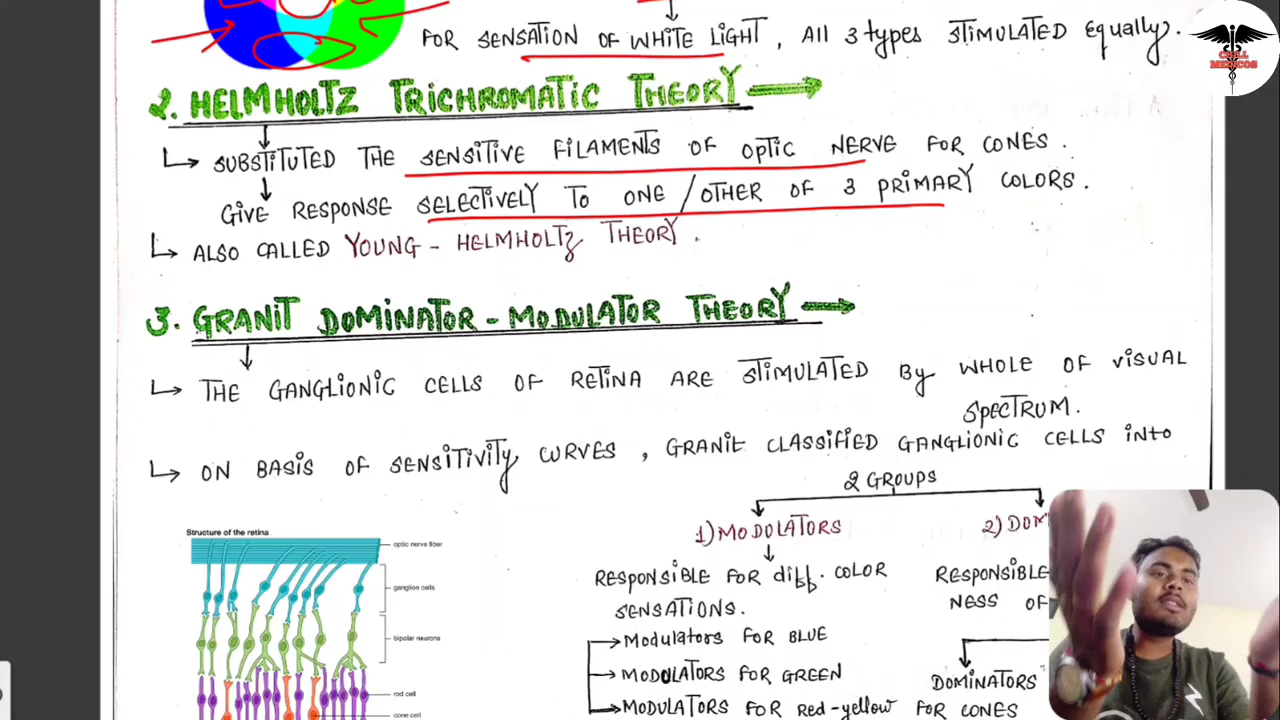 FOR SENSATION OF WHITE LIGHT, All 3 types STIMULATED Equally.
CHILL MEDICOS
2. HELMHOLTZ TRICHROMATIC THEORY
SUBSTITUTED THE SENSITIVE FILAMENTS OF OPTIC NERVE FOR CONES.
GIVE RESPONSE SELECTIVELY TO ONE/OTHER OF 3 PRIMARY COLORS.
ALSO CALLED YOUNG-HELMHOLTZ THEORY.
3. GRANIT DOMINATOR-MODULATOR THEORY
THE GANGLIONIC CELLS OF RETINA ARE STIMULATED By WHOLE OF VISUAL
SPECTRUM.
ON BASIS OF SENSITIVITY CURVES, GRANIT CLASSIFIED GANGLIONIC CELLS INTO
2 GROUPS
1) MODULATORS
RESPONSIBLE FOR diff. COLOR
SENSATIONS.
Modulators FOR BLUE
MODULATORS FOR GREEN
MODULATORS FOR Red-yellow
2) DOM
RESPONSIBLE
NESS OF
DOMINATORS
FOR CONES
Structure of the retina
optic nerve fiber
ganglion cells
bipolar neurons
rod cell
cone cell